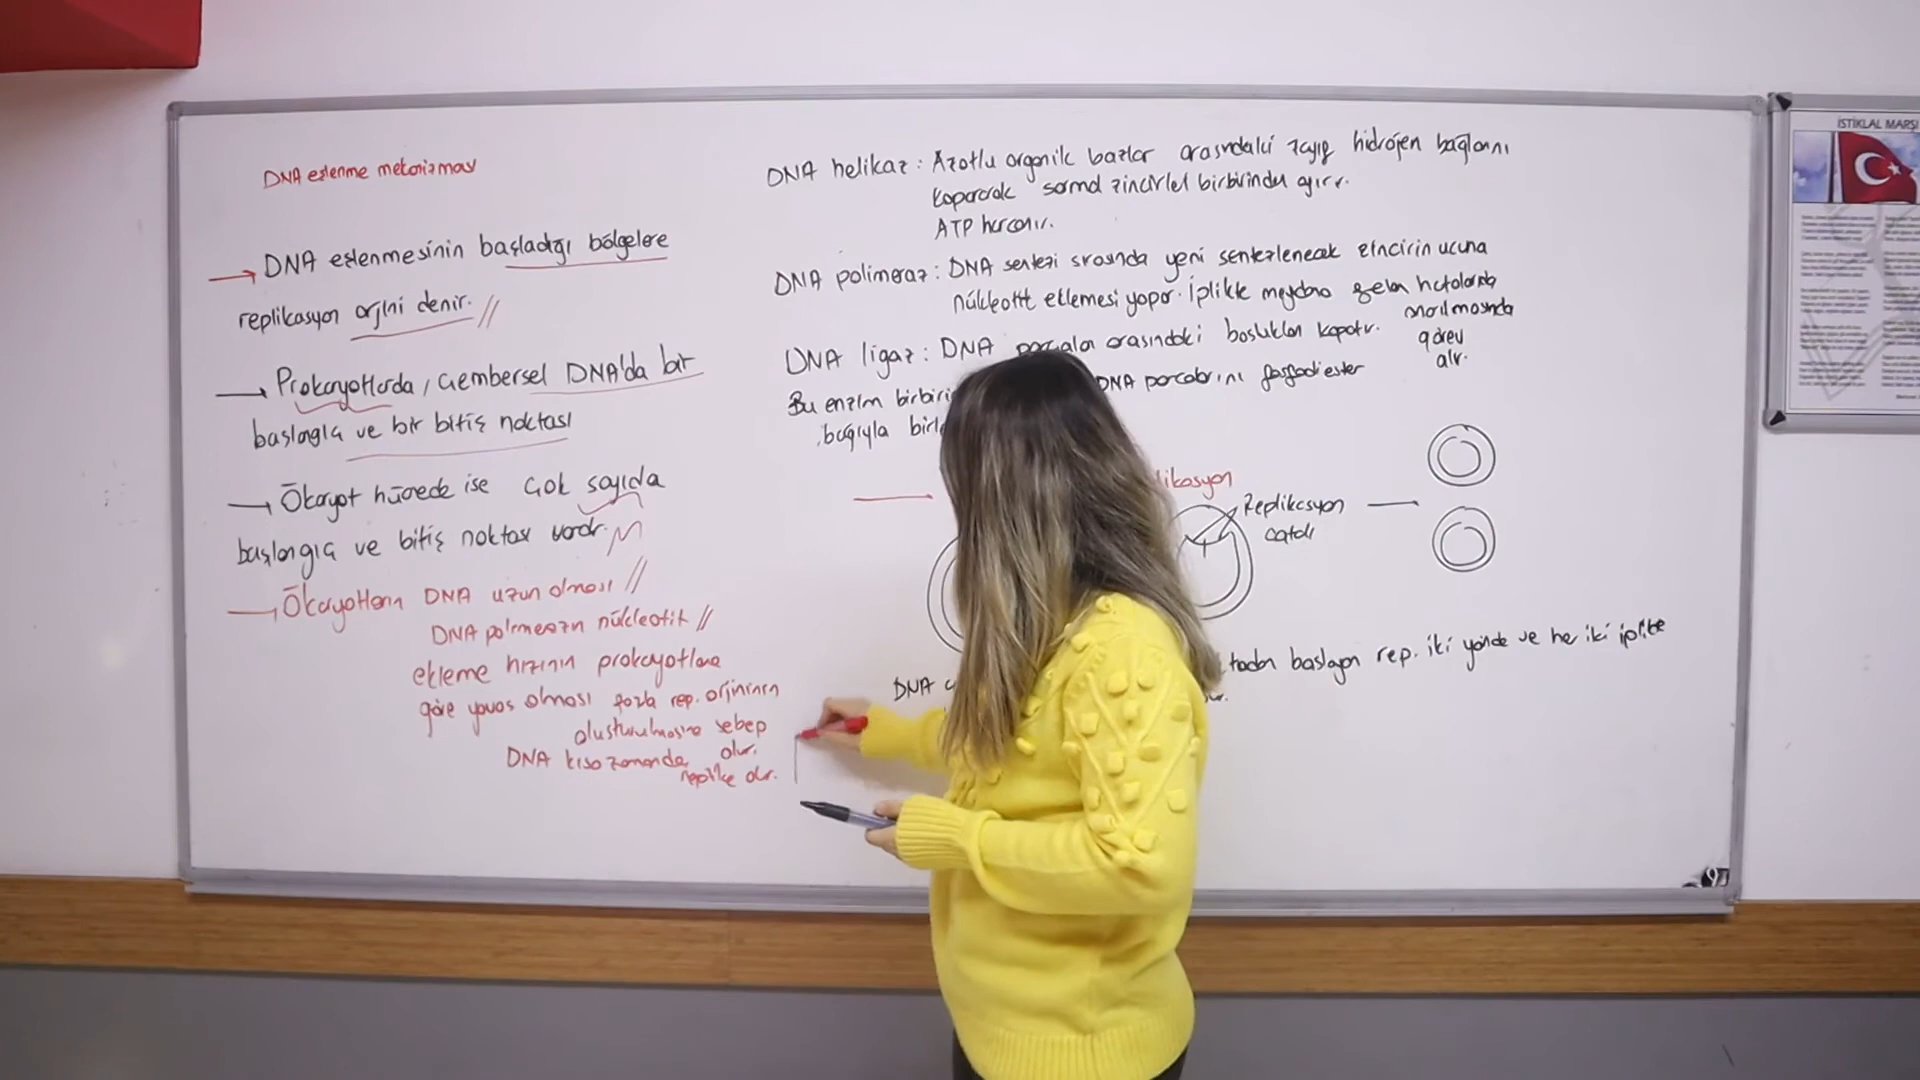 DNA eşlenme mekanizması
→ DNA eşlenmesinin başladığı bölgelere
replikasyon orjini denir. //
→ Prokaryotlarda, çembersel DNA'da bir
başlangıç ve bir bitiş noktası
→ Ökaryot hücrede ise çok sayıda
başlangıç ve bitiş noktası vardır.
→ Ökaryotların DNA uzun olması //
DNA polimerazın nükleotit //
ekleme hızının prokaryotlara
göre yavaş olması fazla rep. orjininin
oluşturulmasına sebep
olur.
DNA kısa zamanda
replike olur.
DNA helikaz: Azotlu organik bazlar arasındaki zayıf hidrojen bağlarını
kopararak sarmal zincirleri birbirinden ayırır.
ATP harcanır.
DNA polimeraz: DNA sentezi sırasında yeni sentezlenecek zincirin ucuna
nükleotit eklemesi yapar. İplikte meydana gelen hataların
onarılmasında
görev
alır.
DNA ligaz: DNA arasındaki boşlukları kapatır.
Bu enzim DNA parçalarını fosfodiester
bağıyla
Replikasyon
çatalı
DNA başlayan rep. iki yönde ve her iki iplikte
İSTİKLAL MARŞI